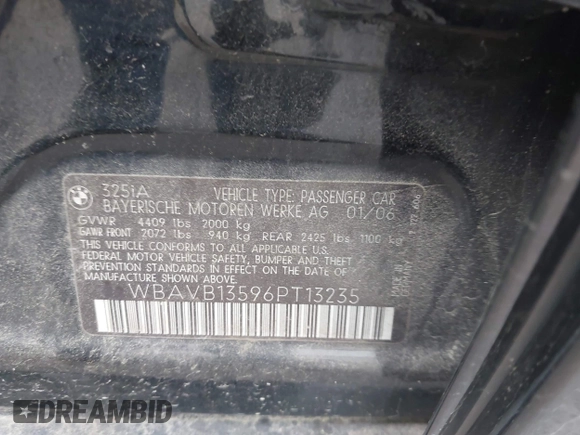 BMW
325iA VEHICLE TYPE: PASSENGER CAR
BAYERISCHE MOTOREN WERKE AG 01/06
GVWR 4409 lbs 2000 kg
GAWR FRONT 2072 lbs 940 kg REAR 2425 lbs 1100 kg
THIS VEHICLE CONFORMS TO ALL APPLICABLE U.S.
FEDERAL MOTOR VEHICLE SAFETY, BUMPER AND THEFT
PREVENTION STANDARDS IN EFFECT ON THE DATE OF
MANUFACTURE SHOWN ABOVE.
WBAVB13596PT13235
DREAMBID